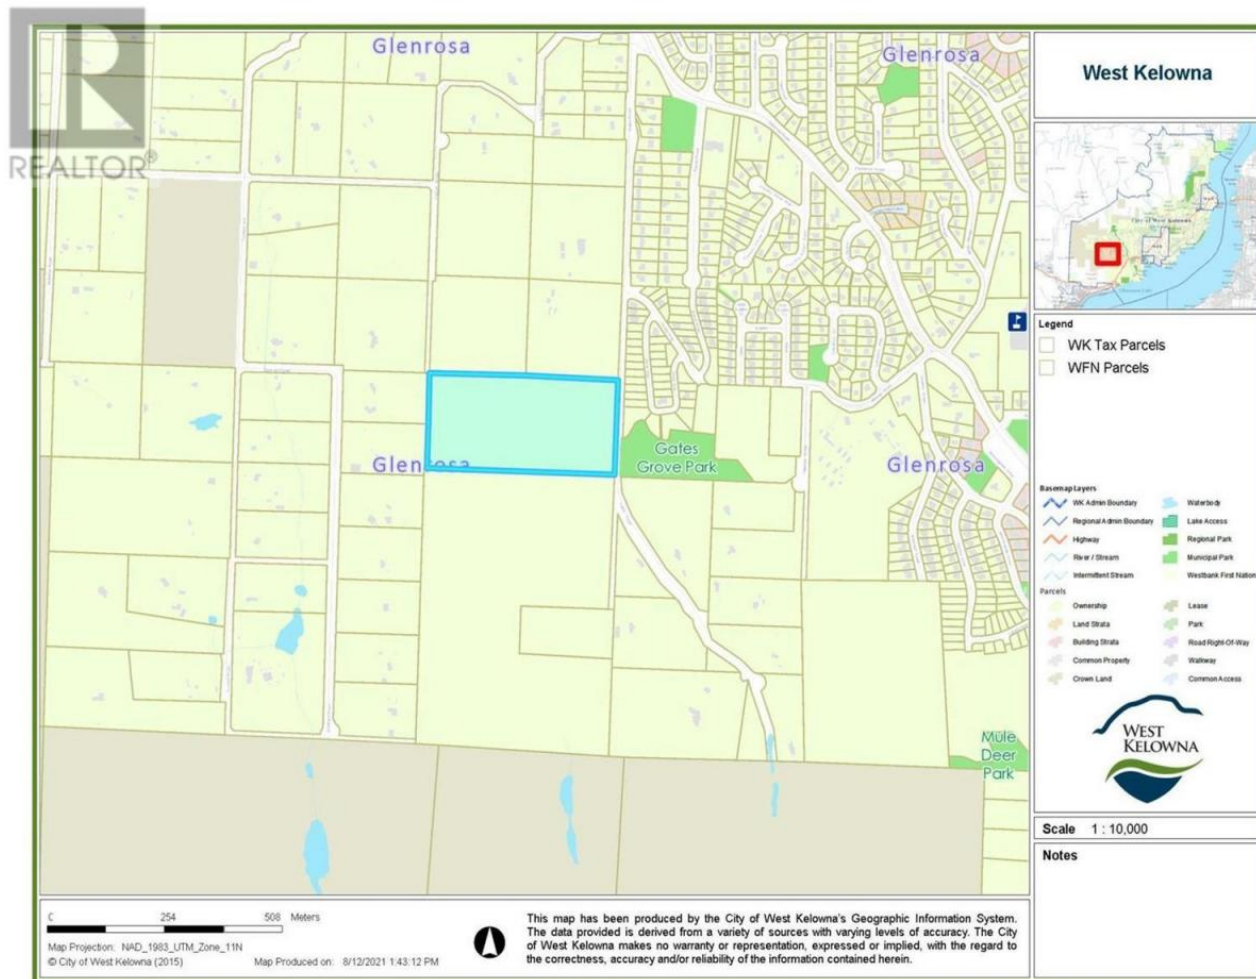 REALTOR®
Glenrosa
Glenrosa
Glenrosa
Gates
Grove Park
Glenrosa
Mule
Deer
Park
West Kelowna
City of West Kelowna
Legend
WK Tax Parcels
WFN Parcels
Basemap Layers
WK Admin Boundary
Regional Admin Boundary
Highway
River / Stream
Intermittent Stream
Waterbody
Lake Access
Regional Park
Municipal Park
Westbank First Nation
Parcels
Ownership
Land Strata
Building Strata
Common Property
Crown Land
Lease
Park
Road Right-Of-Way
Walkway
Common Access
WEST
KELOWNA
Scale 1 : 10,000
Notes
0 254 508 Meters
Map Projection: NAD_1983_UTM_Zone_11N
© City of West Kelowna (2015) Map Produced on: 8/12/2021 1:43:12 PM
This map has been produced by the City of West Kelowna's Geographic Information System.
The data provided is derived from a variety of sources with varying levels of accuracy. The City
of West Kelowna makes no warranty or representation, expressed or implied, with the regard to
the correctness, accuracy and/or reliability of the information contained herein.